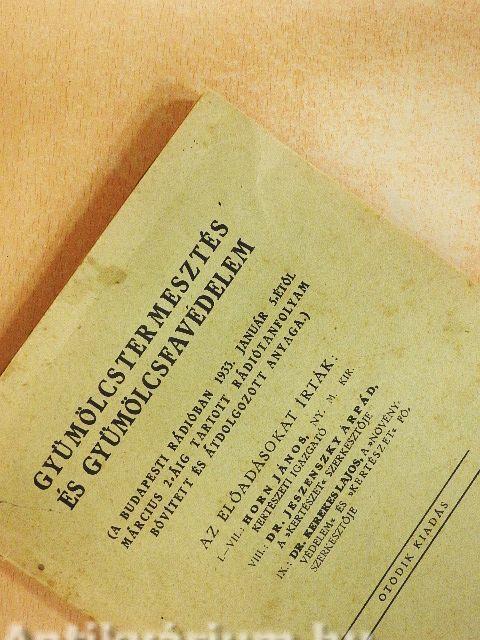 GYÜMÖLCSTERMESZTÉS
ÉS GYÜMÖLCSFAVÉDELEM
(A BUDAPESTI RÁDIÓBAN 1933. JANUÁR 5.ÉTŐL
MÁRCIUS 2.ÁIG TARTOTT RÁDIÓTANFOLYAM
BŐVÍTETT ÉS ÁTDOLGOZOTT ANYAGA.)
AZ ELŐADÁSOKAT ÍRTÁK:
I.—VII.: HORN JÁNOS, NY. M. KIR.
KERTÉSZETI IGAZGATÓ
VIII.: DR. JESZENSZKY ÁRPÁD,
A »KERTÉSZET« SZERKESZTŐJE
IX.: DR. KEREKES LAJOS, A »NÖVÉNY-
VÉDELEM« ÉS »KERTÉSZET« FŐ-
SZERKESZTŐJE
ÖTÖDIK KIADÁS
Antikvárium.hu